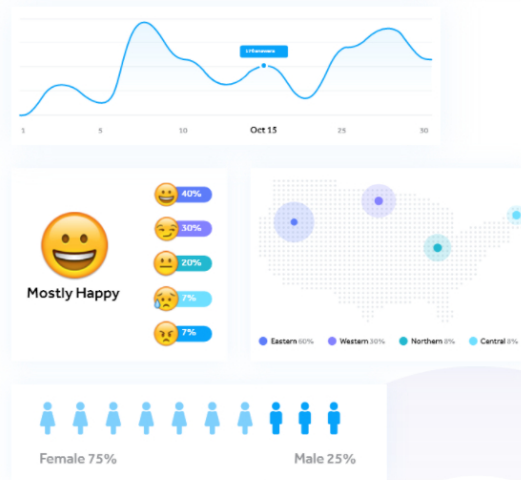 1 5 10 Oct 15 25 30
40%
30%
20%
7%
7%
Mostly Happy
Eastern 60% Western 30% Northern 8% Central 8%
Female 75% Male 25%